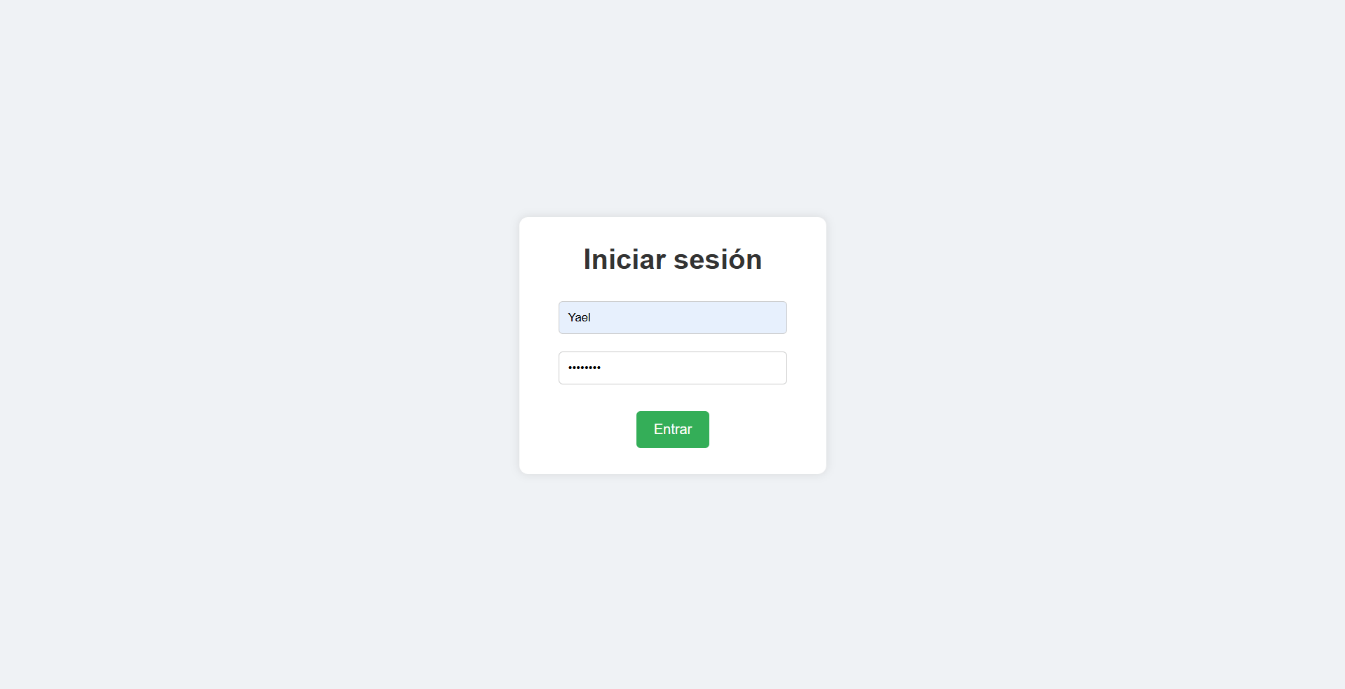 Iniciar sesión
Yael
••••••••
Entrar